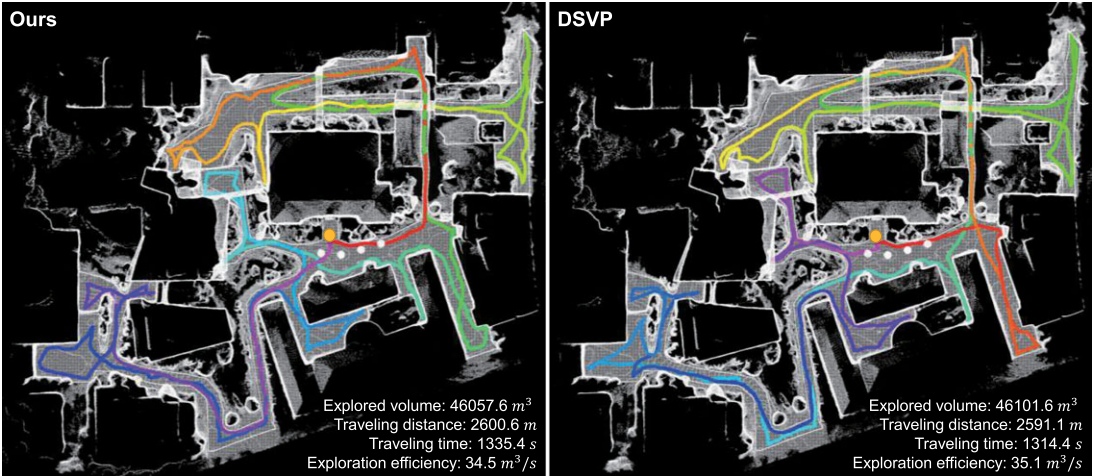 Ours
Explored volume: 46057.6 m³
Traveling distance: 2600.6 m
Traveling time: 1335.4 s
Exploration efficiency: 34.5 m³/s
DSVP
Explored volume: 46101.6 m³
Traveling distance: 2591.1 m
Traveling time: 1314.4 s
Exploration efficiency: 35.1 m³/s